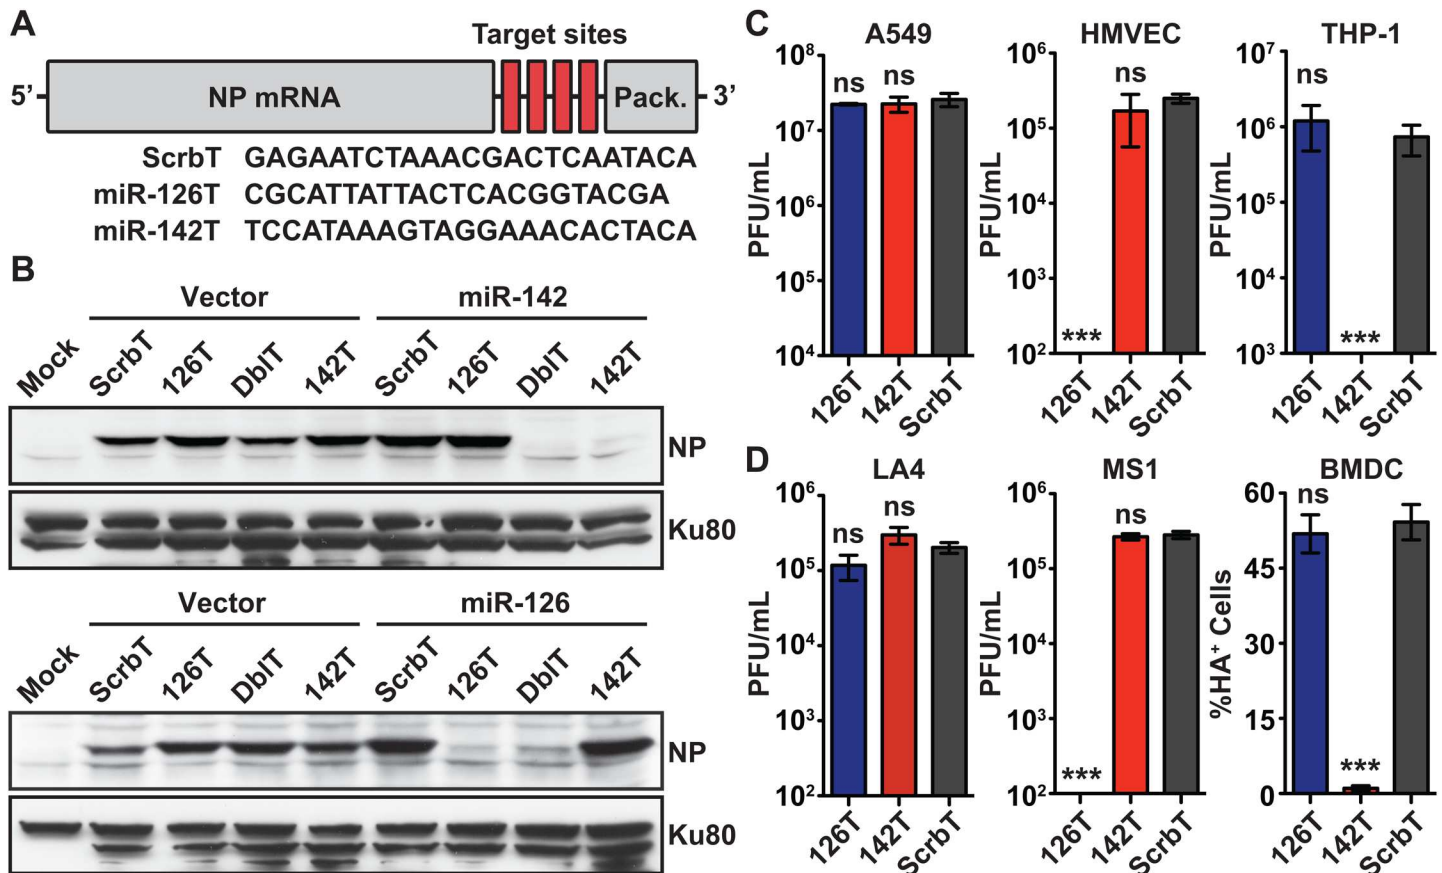 A
Target sites
5’ NP mRNA Pack. 3’
ScrbT GAGAATCTAAACGACTCAATACA
miR-126T CGCATTATTACTCACGGTACGA
miR-142T TCCATAAAGTAGGAAACACTACA
B
Vector miR-142
Mock ScrbT 126T DblT 142T ScrbT 126T DblT 142T
NP
Ku80
Vector miR-126
Mock ScrbT 126T DblT 142T ScrbT 126T DblT 142T
NP
Ku80
C
A549
PFU/mL
10⁸
10⁷
10⁶
10⁵
10⁴
ns ns
126T 142T ScrbT
HMVEC
PFU/mL
10⁶
10⁵
10⁴
10³
10²
*** ns
126T 142T ScrbT
THP-1
PFU/mL
10⁷
10⁶
10⁵
10⁴
10³
ns ***
126T 142T ScrbT
D
LA4
PFU/mL
10⁶
10⁵
10⁴
10³
10²
ns ns
126T 142T ScrbT
MS1
PFU/mL
10⁶
10⁵
10⁴
10³
10²
*** ns
126T 142T ScrbT
BMDC
%HA⁺ Cells
60
45
30
15
0
ns ***
126T 142T ScrbT